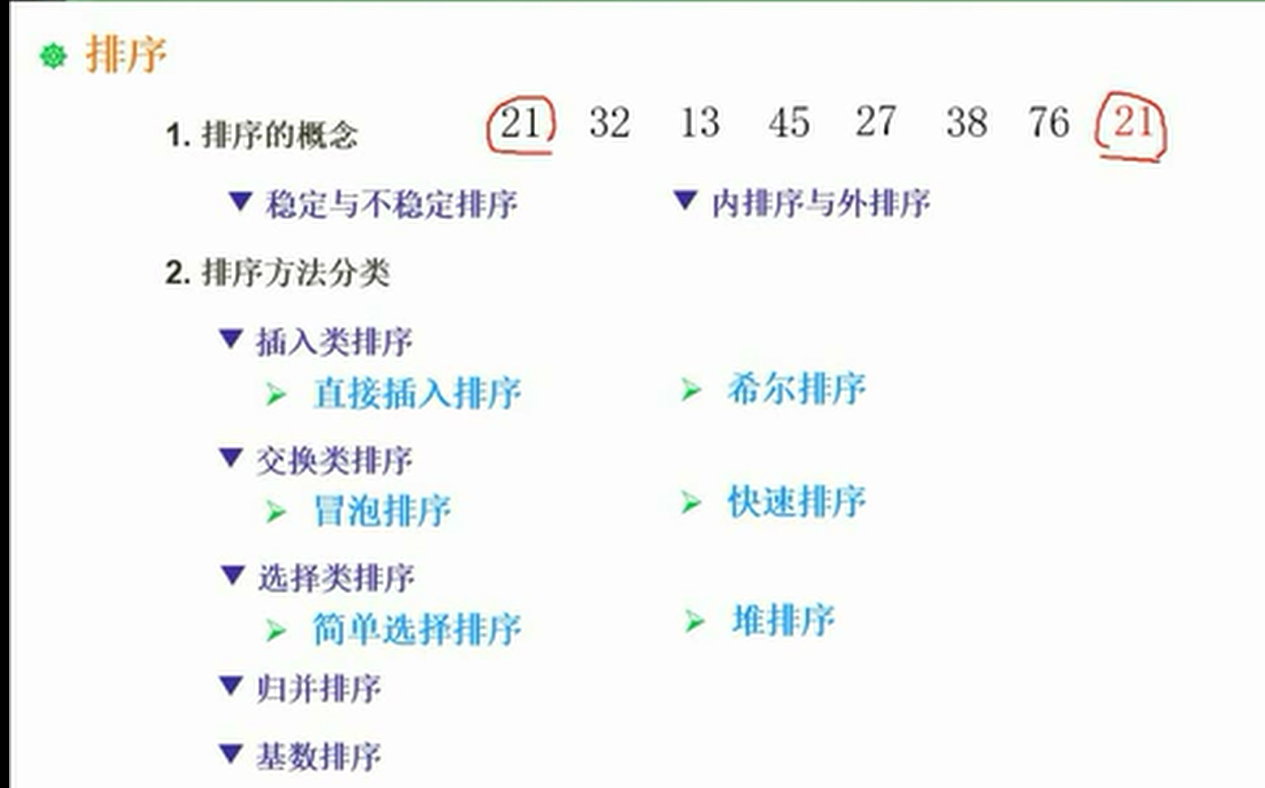 排序
1. 排序的概念 21 32 13 45 27 38 76 21
▼ 稳定与不稳定排序 ▼ 内排序与外排序
2. 排序方法分类
▼ 插入类排序
➢ 直接插入排序 ➢ 希尔排序
▼ 交换类排序
➢ 冒泡排序 ➢ 快速排序
▼ 选择类排序
➢ 简单选择排序 ➢ 堆排序
▼ 归并排序
▼ 基数排序